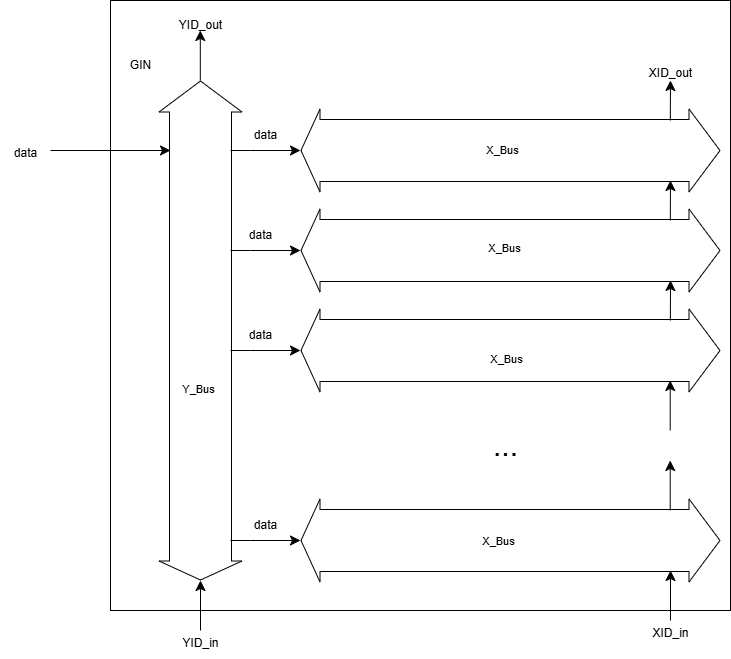 YID_out
GIN
XID_out
data
data
X_Bus
data
X_Bus
data
X_Bus
Y_Bus
...
data
X_Bus
YID_in
XID_in